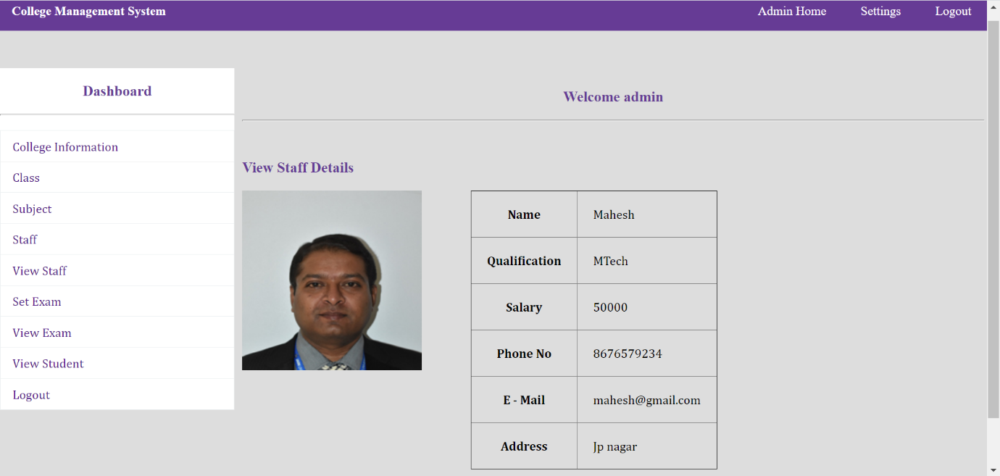 College Management System Admin Home Settings Logout
Dashboard
College Information
Class
Subject
Staff
View Staff
Set Exam
View Exam
View Student
Logout
Welcome admin
View Staff Details
Name Mahesh
Qualification MTech
Salary 50000
Phone No 8676579234
E - Mail mahesh@gmail.com
Address Jp nagar